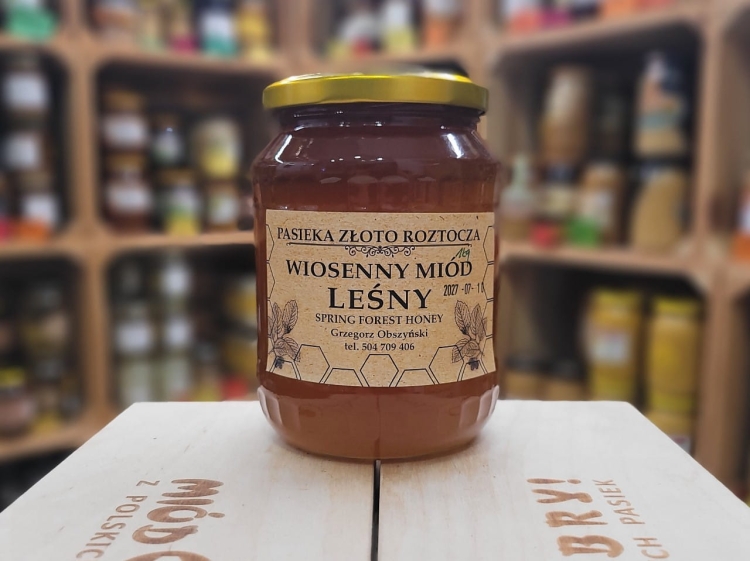 PASIEKA ZŁOTO ROZTOCZA
WIOSENNY MIÓD
LEŚNY
2027-07-1
SPRING FOREST HONEY
Grzegorz Obszyński
tel. 504 709 406
MIÓD
Z POLSKIC
BRY!
CH PASIEK